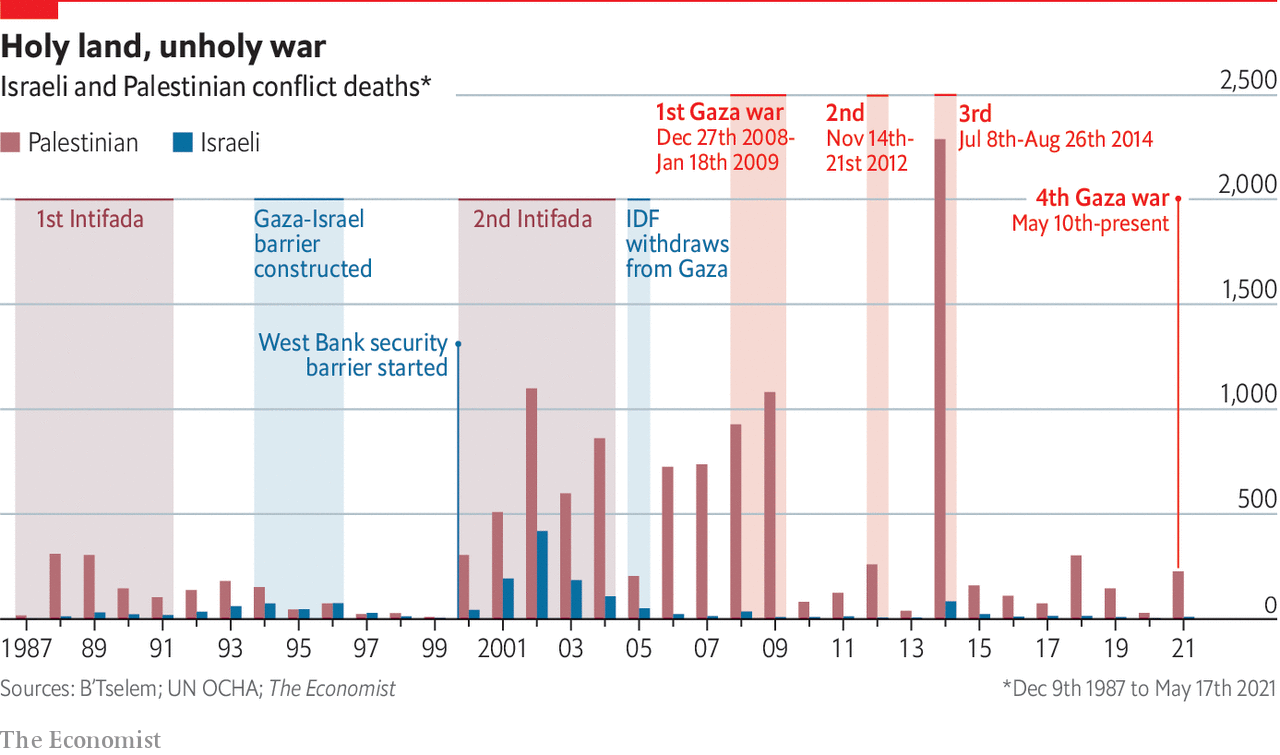 Holy land, unholy war
Israeli and Palestinian conflict deaths*
Palestinian
Israeli
2,500
1st Gaza war
Dec 27th 2008-
Jan 18th 2009
2nd
Nov 14th-
21st 2012
3rd
Jul 8th-Aug 26th 2014
2,000
1st Intifada
Gaza-Israel
barrier
constructed
2nd Intifada
IDF
withdraws
from Gaza
4th Gaza war
May 10th-present
1,500
West Bank security
barrier started
1,000
500
0
1987 89 91 93 95 97 99 2001 03 05 07 09 11 13 15 17 19 21
Sources: B'Tselem; UN OCHA; The Economist
*Dec 9th 1987 to May 17th 2021
The Economist